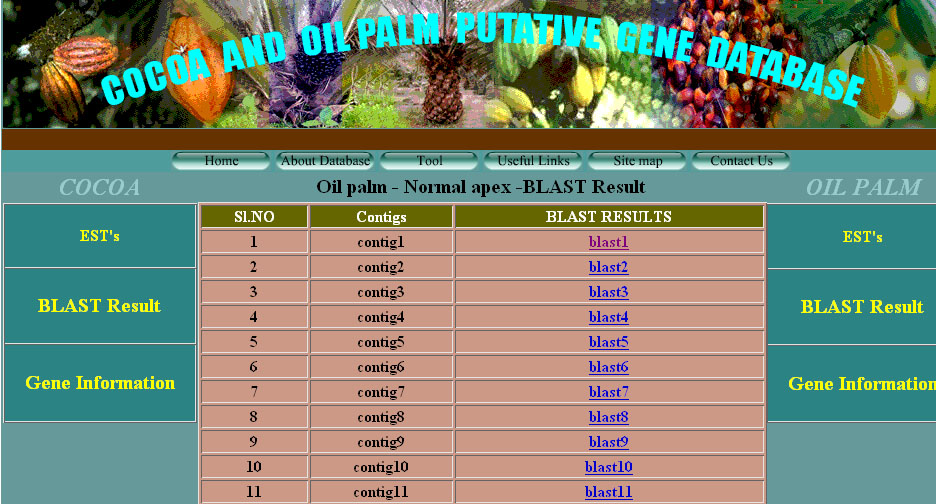 COCOA AND OIL PALM PUTATIVE GENE DATABASE
Home About Database Tool Useful Links Site map Contact Us
COCOA Oil palm - Normal apex -BLAST Result OIL PALM
Sl.NO Contigs BLAST RESULTS
EST's 1 contig1 blast1 EST's
2 contig2 blast2
3 contig3 blast3
BLAST Result 4 contig4 blast4 BLAST Result
5 contig5 blast5
6 contig6 blast6
Gene Information 7 contig7 blast7 Gene Information
8 contig8 blast8
9 contig9 blast9
10 contig10 blast10
11 contig11 blast11